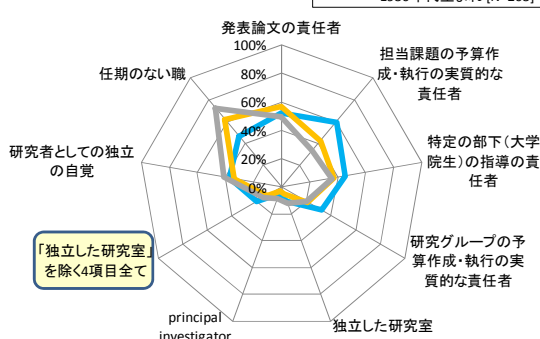 発表論文の責任者
100%
80%
60%
40%
20%
0%
担当課題の予算作
成・執行の実質的な
責任者
特定の部下(大学
院生)の指導の責
任者
研究グループの予
算作成・執行の実
質的な責任者
独立した研究室
principal
investigator
「独立した研究室」
を除く4項目全て
研究者としての独立
の自覚
任期のない職